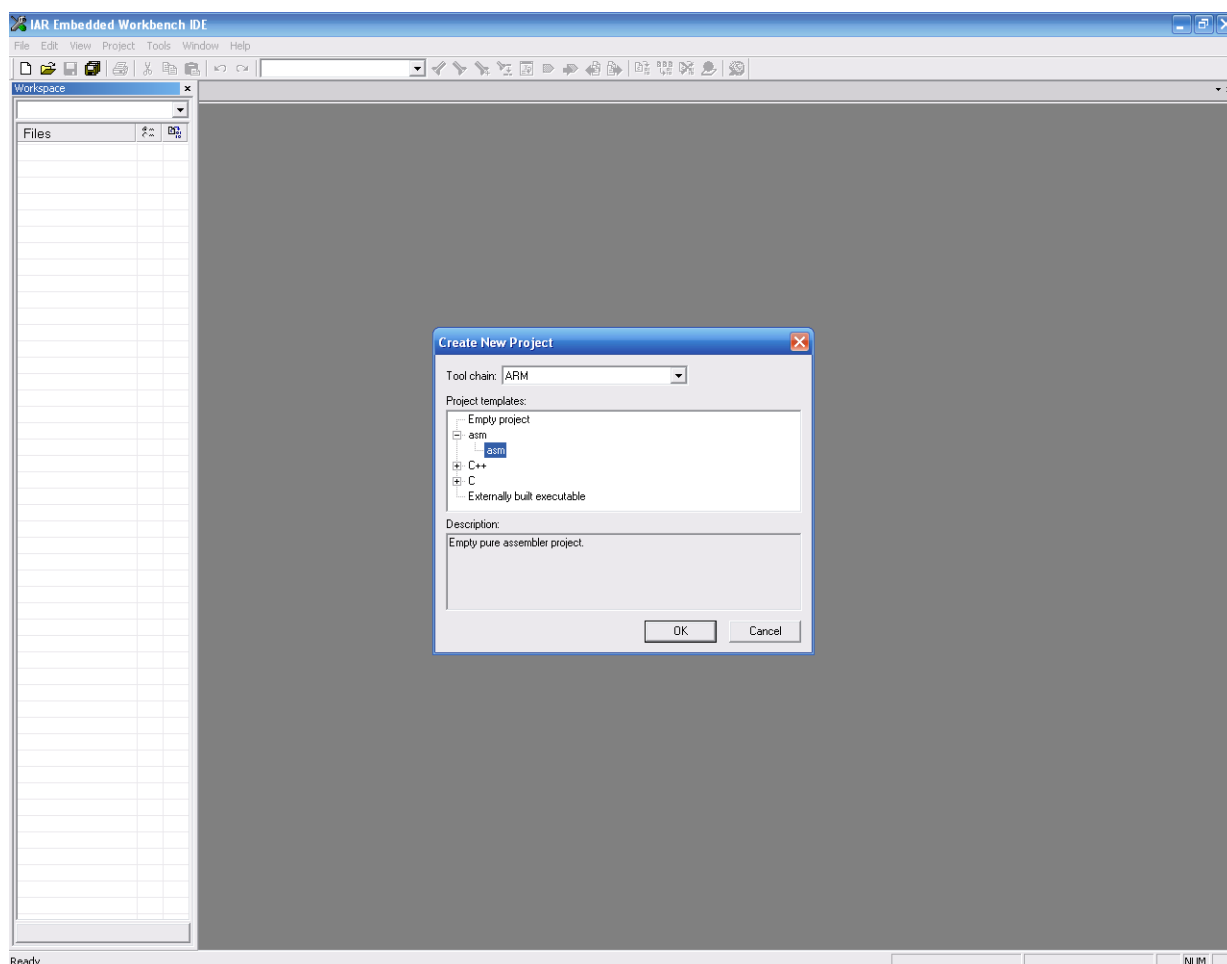 IAR Embedded Workbench IDE
File Edit View Project Tools Window Help
Workspace
Files
Create New Project
Tool chain: ARM
Project templates:
Empty project
asm
asm
C++
C
Externally built executable
Description:
Empty pure assembler project.
OK Cancel
Ready NUM